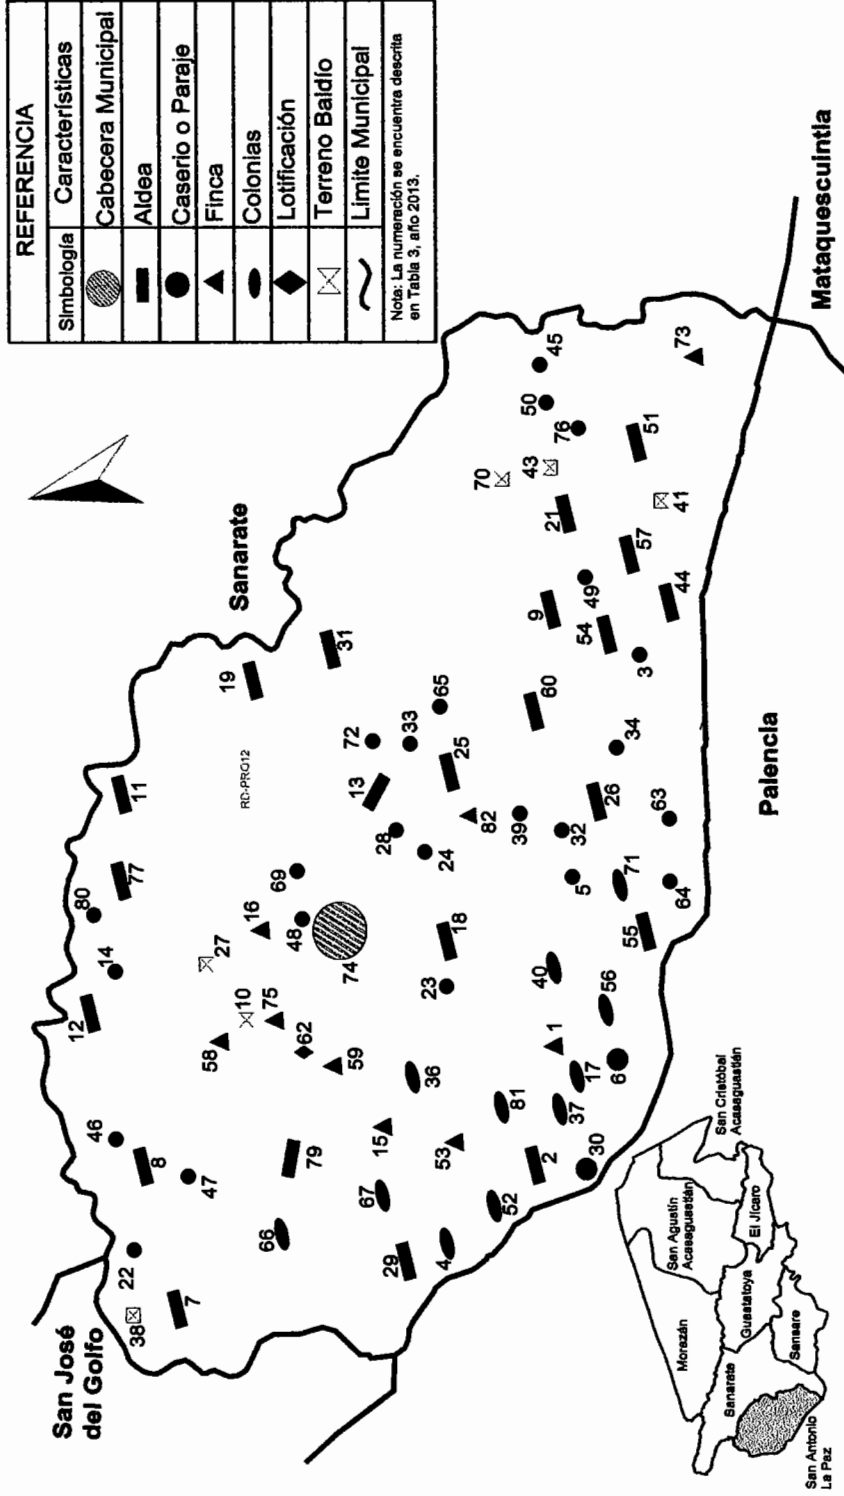 REFERENCIA
Simbología Características
Cabecera Municipal
Aldea
Caserio o Paraje
Finca
Colonias
Lotificación
Terreno Baldío
Limite Municipal
Nota: La numeración se encuentra descrita
en Tabla 3, año 2013.
San José
del Golfo
Sanarate
Palencia
Mataquescuintla
RD-PRG12
38
22
7
46
8
47
12
14
80
77
11
19
31
27
10
58
75
16
48
69
74
62
59
79
66
67
15
36
29
4
53
52
81
2
37
17
1
30
6
56
40
23
18
24
28
13
72
33
65
25
82
39
32
5
71
55
64
63
26
34
60
3
54
9
49
44
57
21
41
43
70
51
76
50
45
73
Morazán
San Agustín
Acasaguastlán
San Cristóbal
Acasaguastlán
El Jícaro
Guastatoya
Sansare
Sanarate
San Antonio
La Paz